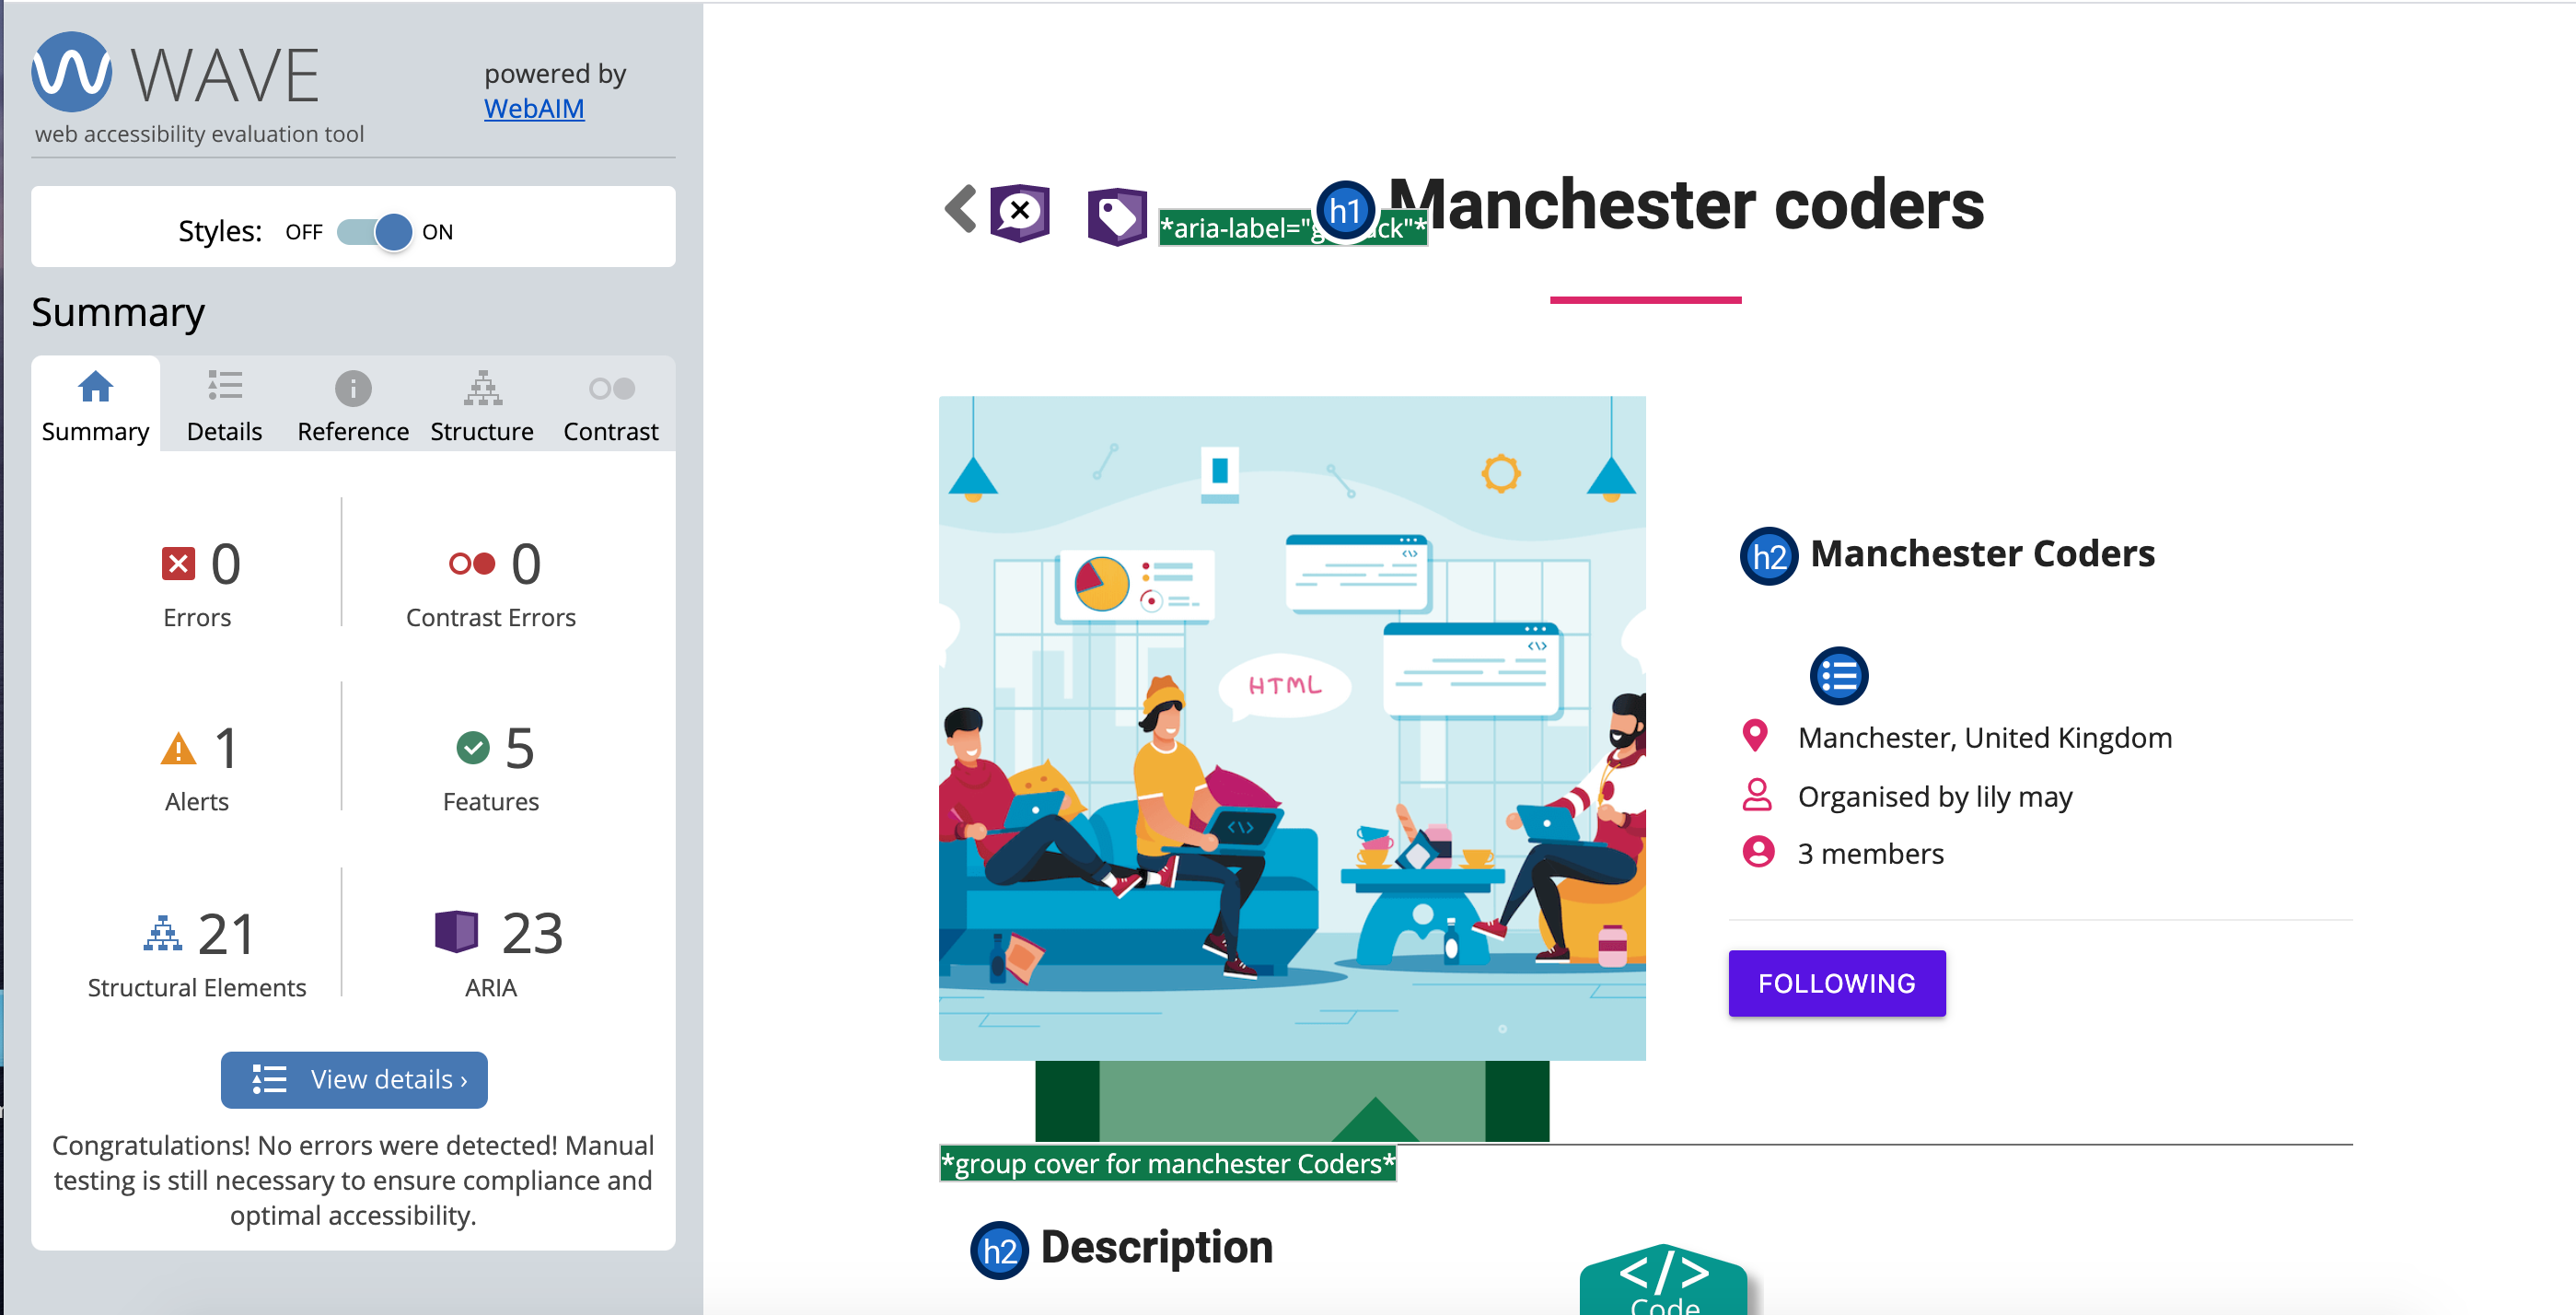 WAVE
powered by
WebAIM
web accessibility evaluation tool
Styles: OFF ON
Summary
Summary Details Reference Structure Contrast
0 Errors
0 Contrast Errors
1 Alerts
5 Features
21 Structural Elements
23 ARIA
View details ›
Congratulations! No errors were detected! Manual
testing is still necessary to ensure compliance and
optimal accessibility.
h1 Manchester coders
*aria-label="g ck"*
HTML
h2 Manchester Coders
Manchester, United Kingdom
Organised by lily may
3 members
FOLLOWING
*group cover for manchester Coders*
h2 Description
</>
Code